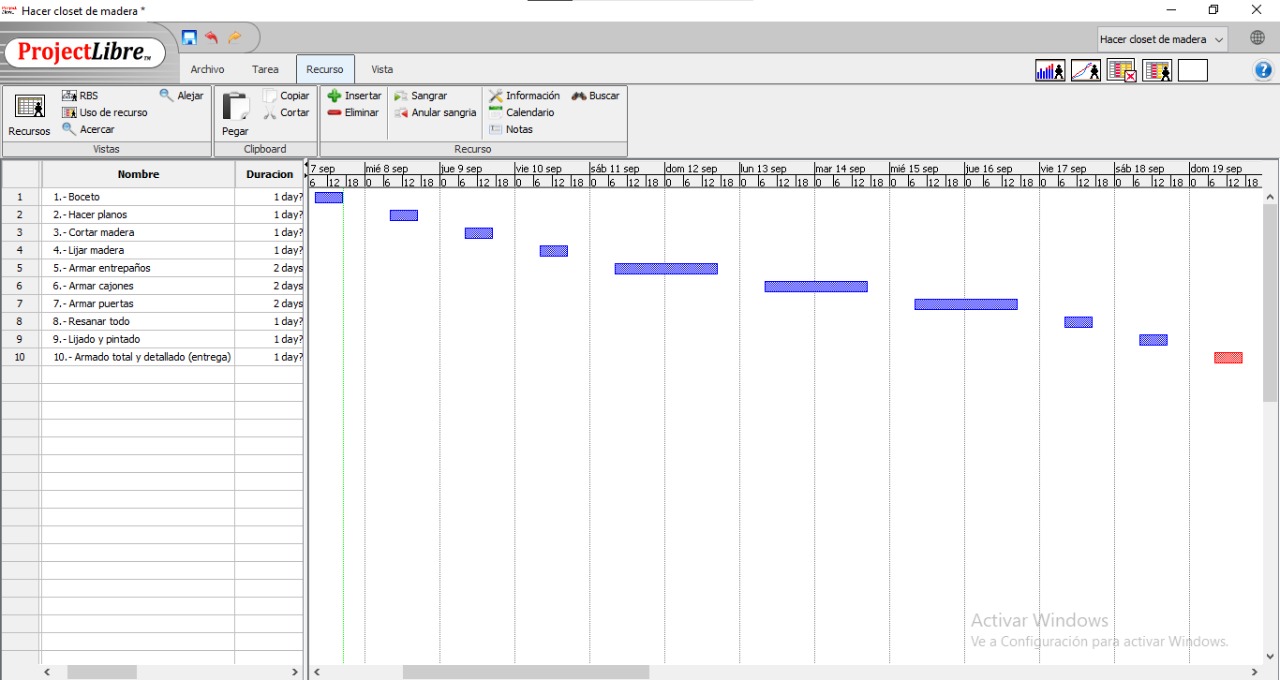 Hacer closet de madera *
ProjectLibre™
Hacer closet de madera
Archivo Tarea Recurso Vista
Recursos
RBS
Uso de recurso
Acercar
Alejar
Vistas
Pegar
Copiar
Cortar
Clipboard
Insertar
Eliminar
Sangrar
Anular sangria
Información
Calendario
Notas
Buscar
Recurso
Nombre Duracion
7 sep mié 8 sep jue 9 sep vie 10 sep sáb 11 sep dom 12 sep lun 13 sep mar 14 sep mié 15 sep jue 16 sep vie 17 sep sáb 18 sep dom 19 sep
6 12 18 0 6 12 18 0 6 12 18 0 6 12 18 0 6 12 18 0 6 12 18 0 6 12 18 0 6 12 18 0 6 12 18 0 6 12 18 0 6 12 18 0 6 12 18 0 6 12 18
1 1.- Boceto 1 day?
2 2.- Hacer planos 1 day?
3 3.- Cortar madera 1 day?
4 4.- Lijar madera 1 day?
5 5.- Armar entrepaños 2 days
6 6.- Armar cajones 2 days
7 7.- Armar puertas 2 days
8 8.- Resanar todo 1 day?
9 9.- Lijado y pintado 1 day?
10 10.- Armado total y detallado (entrega) 1 day?
Activar Windows
Ve a Configuración para activar Windows.